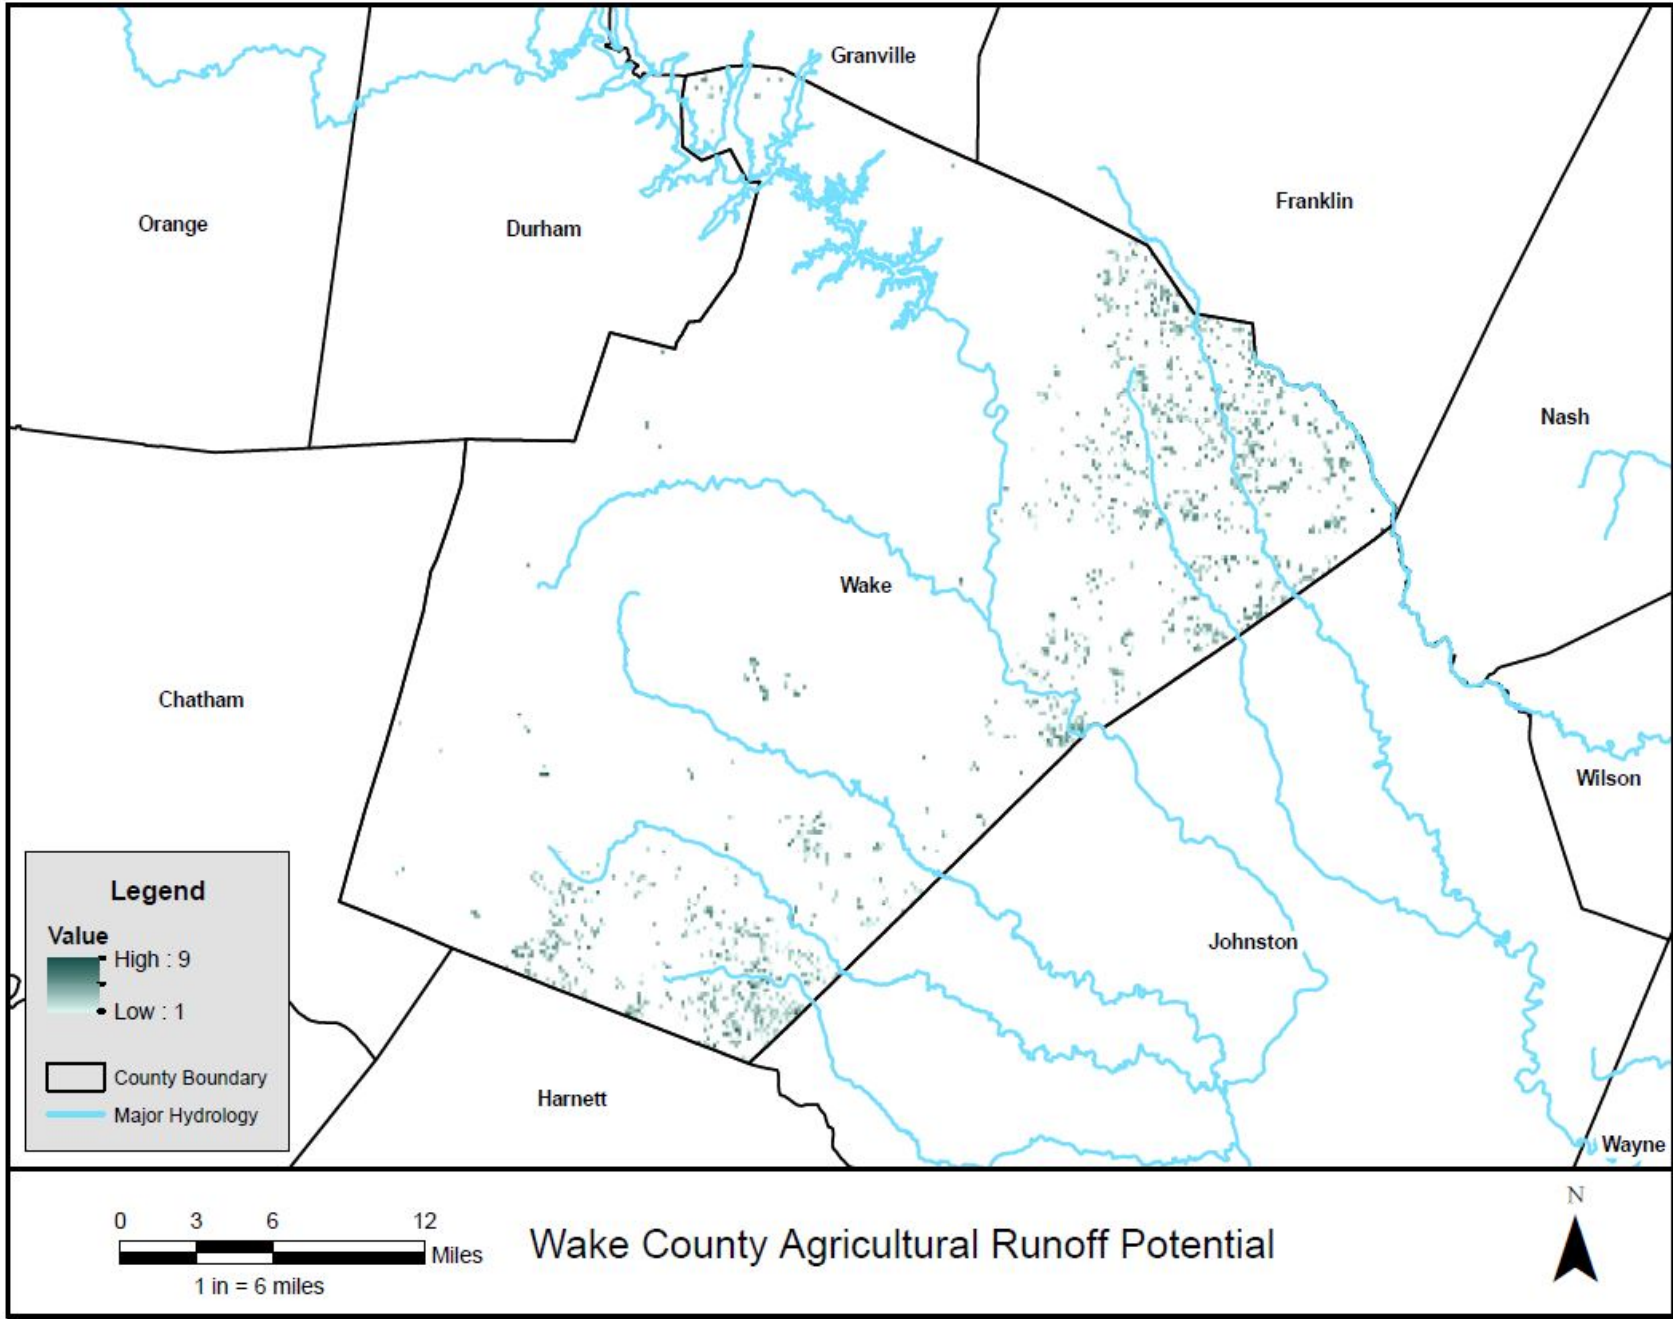 Granville
Franklin
Orange
Durham
Nash
Wake
Chatham
Wilson
Legend
Value
High : 9
Low : 1
County Boundary
Major Hydrology
Johnston
Harnett
Wayne
0 3 6 12
Miles
1 in = 6 miles
Wake County Agricultural Runoff Potential
N